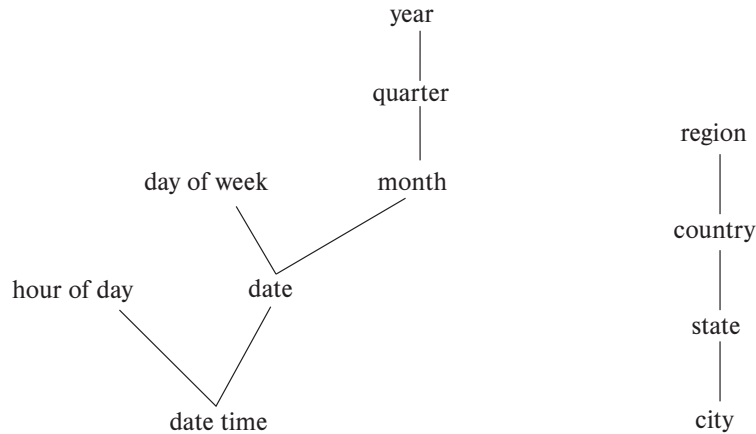 year
quarter
region
day of week
month
country
hour of day
date
state
date time
city